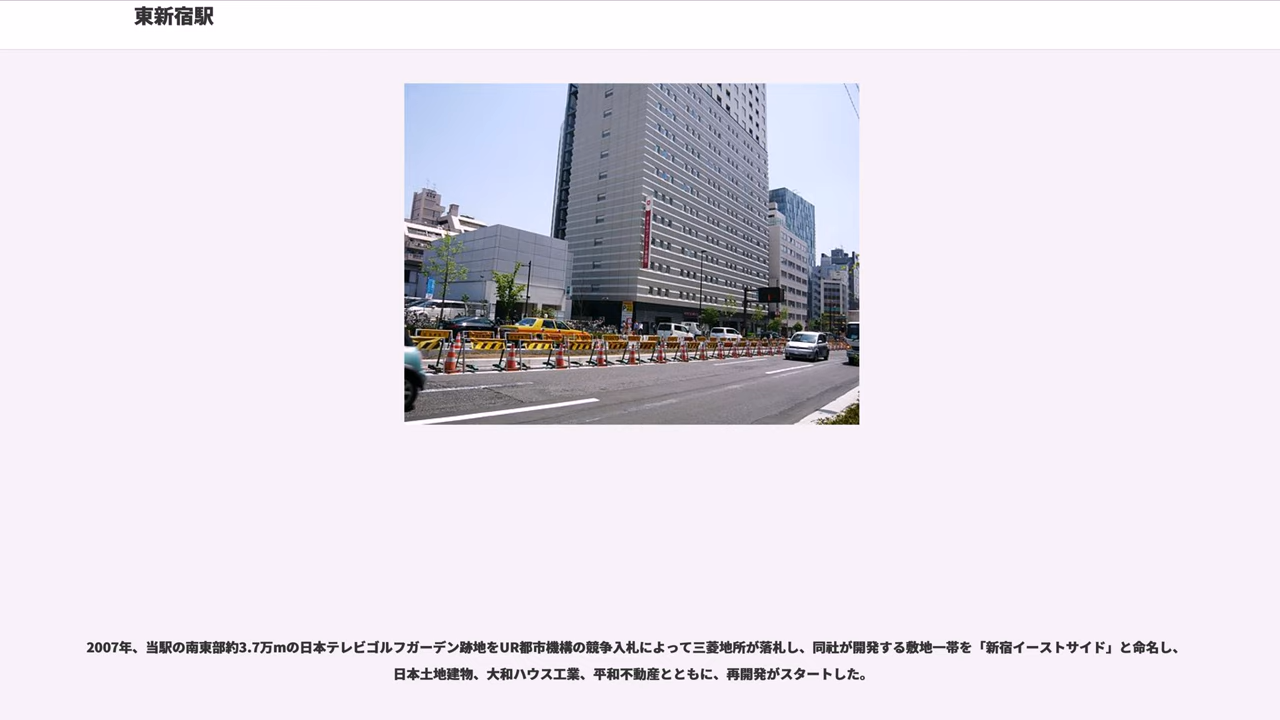 東新宿駅
2007年、当駅の南東部約3.7万mの日本テレビゴルフガーデン跡地をUR都市機構の競争入札によって三菱地所が落札し、同社が開発する敷地一帯を「新宿イーストサイド」と命名し、
日本土地建物、大和ハウス工業、平和不動産とともに、再開発がスタートした。